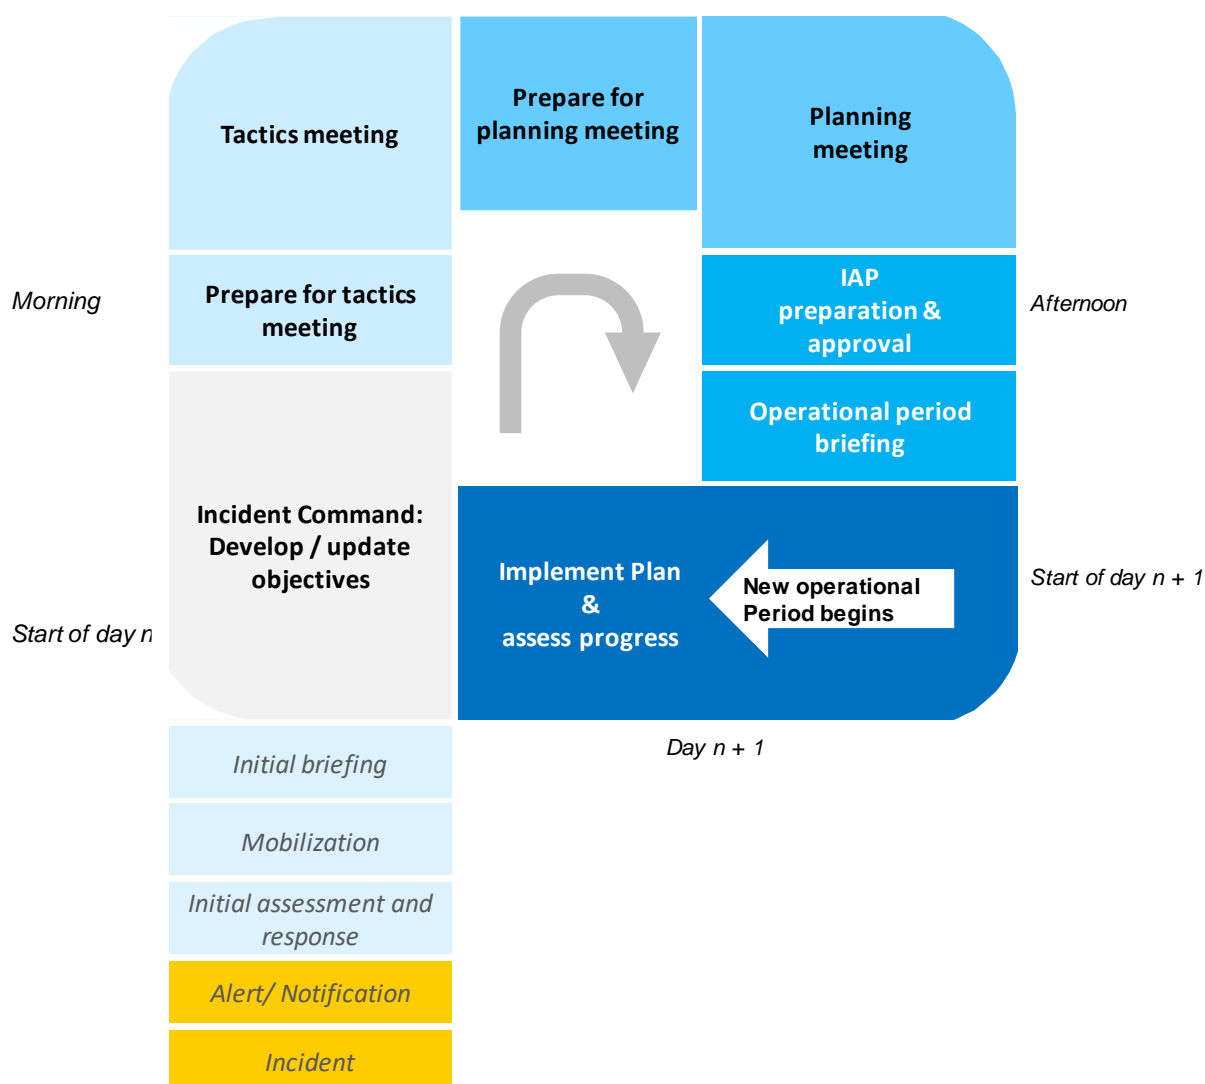 Tactics meeting
Prepare for
planning meeting
Planning
meeting
Morning
Prepare for tactics
meeting
IAP
preparation &
approval
Afternoon
Operational period
briefing
Incident Command:
Develop / update
objectives
Implement Plan
&
assess progress
New operational
Period begins
Start of day n + 1
Start of day n
Day n + 1
Initial briefing
Mobilization
Initial assessment and
response
Alert/ Notification
Incident